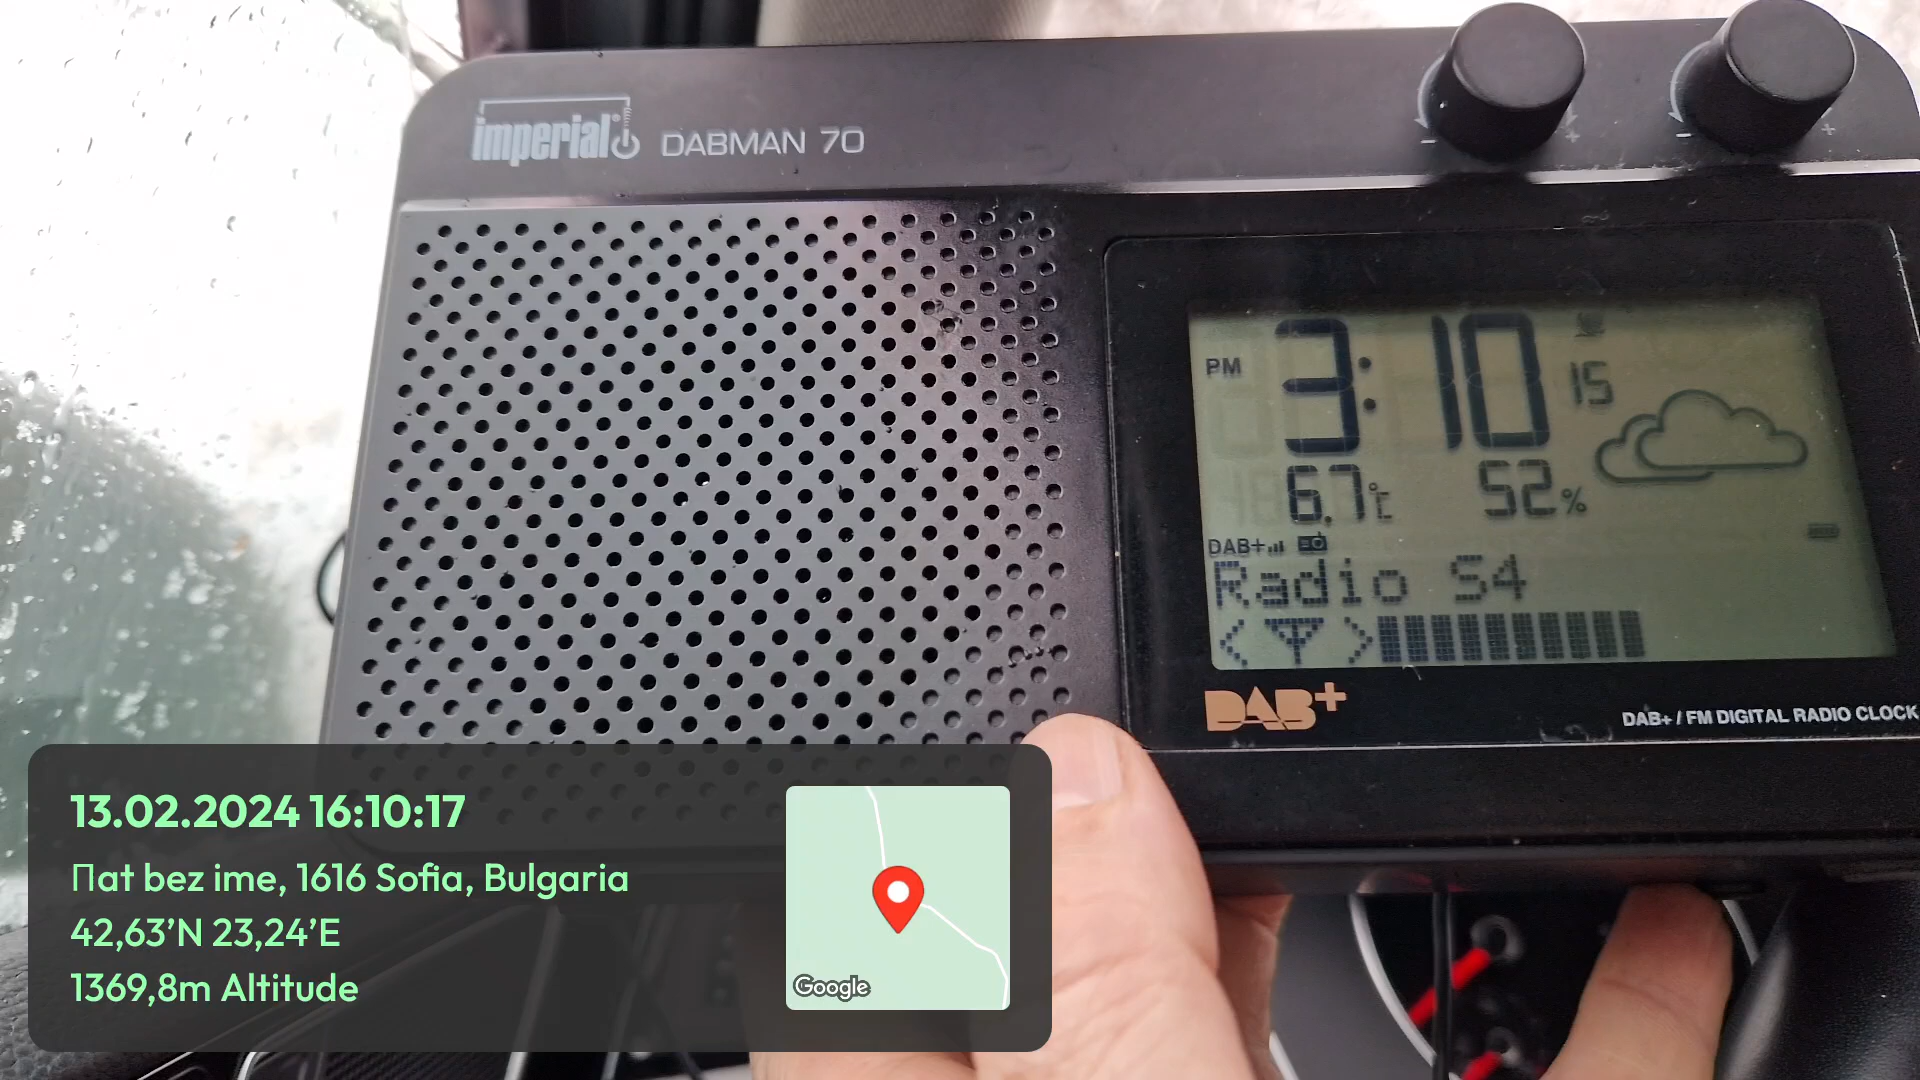 imperial DABMAN 70
PM 3:10 15
6.7°C 52%
DAB+
Radio S4
DAB+
DAB+ / FM DIGITAL RADIO CLOCK
13.02.2024 16:10:17
Пat bez ime, 1616 Sofia, Bulgaria
42,63’N 23,24’E
1369,8m Altitude
Google